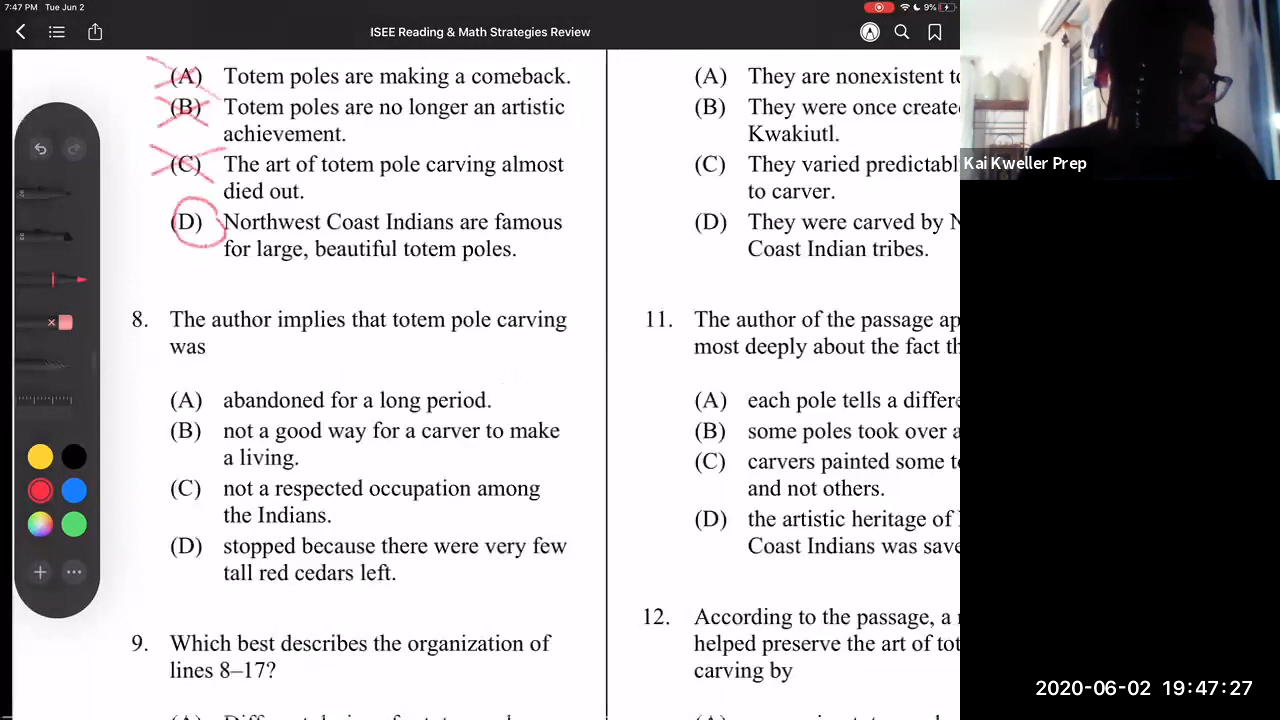 7:47 PM Tue Jun 2
9%
ISEE Reading & Math Strategies Review
(A) Totem poles are making a comeback.
(B) Totem poles are no longer an artistic
achievement.
(C) The art of totem pole carving almost
died out.
(D) Northwest Coast Indians are famous
for large, beautiful totem poles.
8. The author implies that totem pole carving
was
(A) abandoned for a long period.
(B) not a good way for a carver to make
a living.
(C) not a respected occupation among
the Indians.
(D) stopped because there were very few
tall red cedars left.
9. Which best describes the organization of
lines 8–17?
(A) They are nonexistent
(B) They were once
Kwakiutl.
(C) They varied
to carver.
(D) They were carved by
Coast Indian tribes.
11. The author of the passage
most deeply about the fact
(A) each pole tells a
(B) some poles took over
(C) carvers painted some
and not others.
(D) the artistic heritage of
Coast Indians was
12. According to the passage, a
helped preserve the art of
carving by
Kai Kweller Prep
2020-06-02 19:47:27